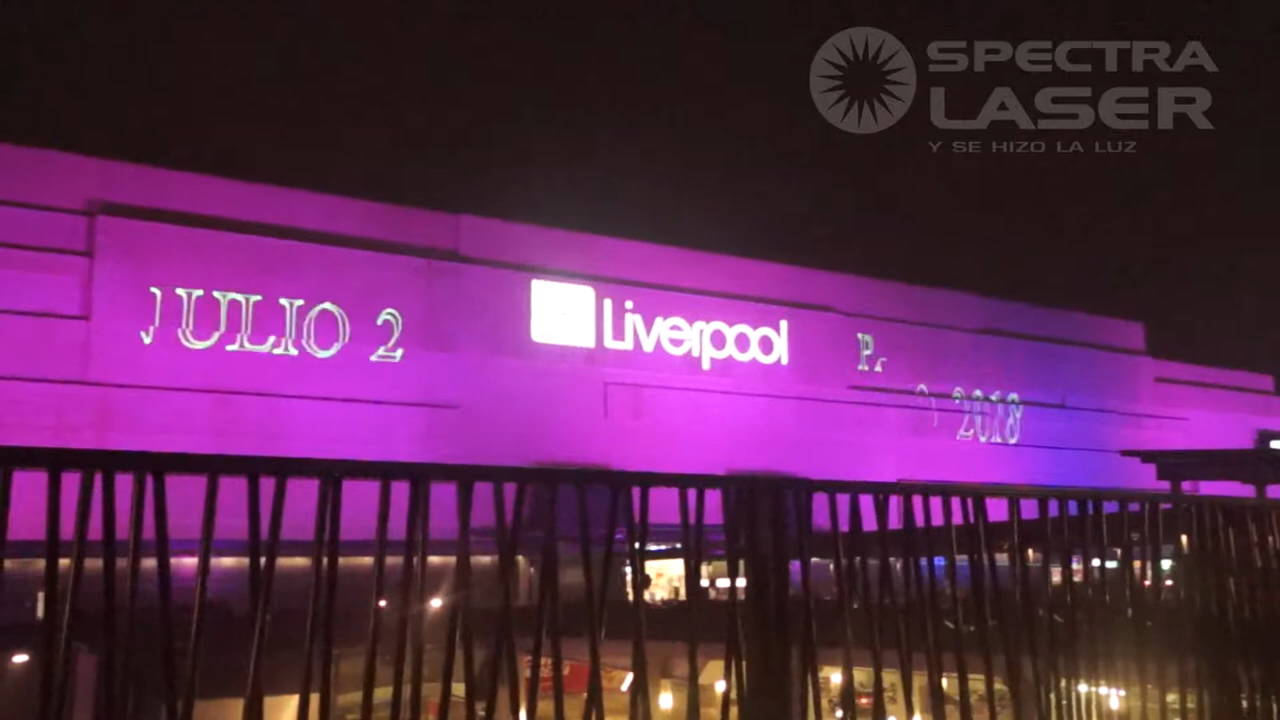 SPECTRA
LASER
Y SE HIZO LA LUZ
JULIO 2
Liverpool
P
2018